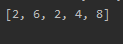 [2, 6, 2, 4, 8]